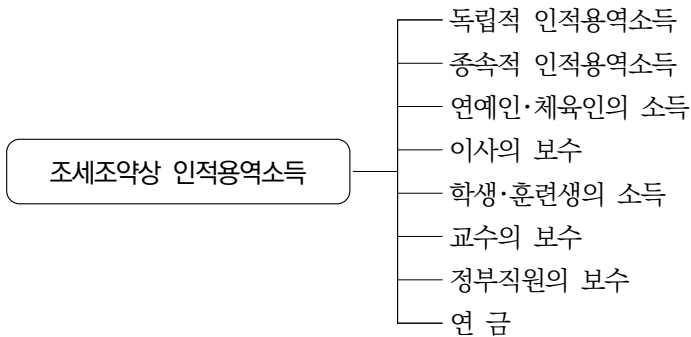 조세조약상 인적용역소득
독립적 인적용역소득
종속적 인적용역소득
연예인·체육인의 소득
이사의 보수
학생·훈련생의 소득
교수의 보수
정부직원의 보수
연 금